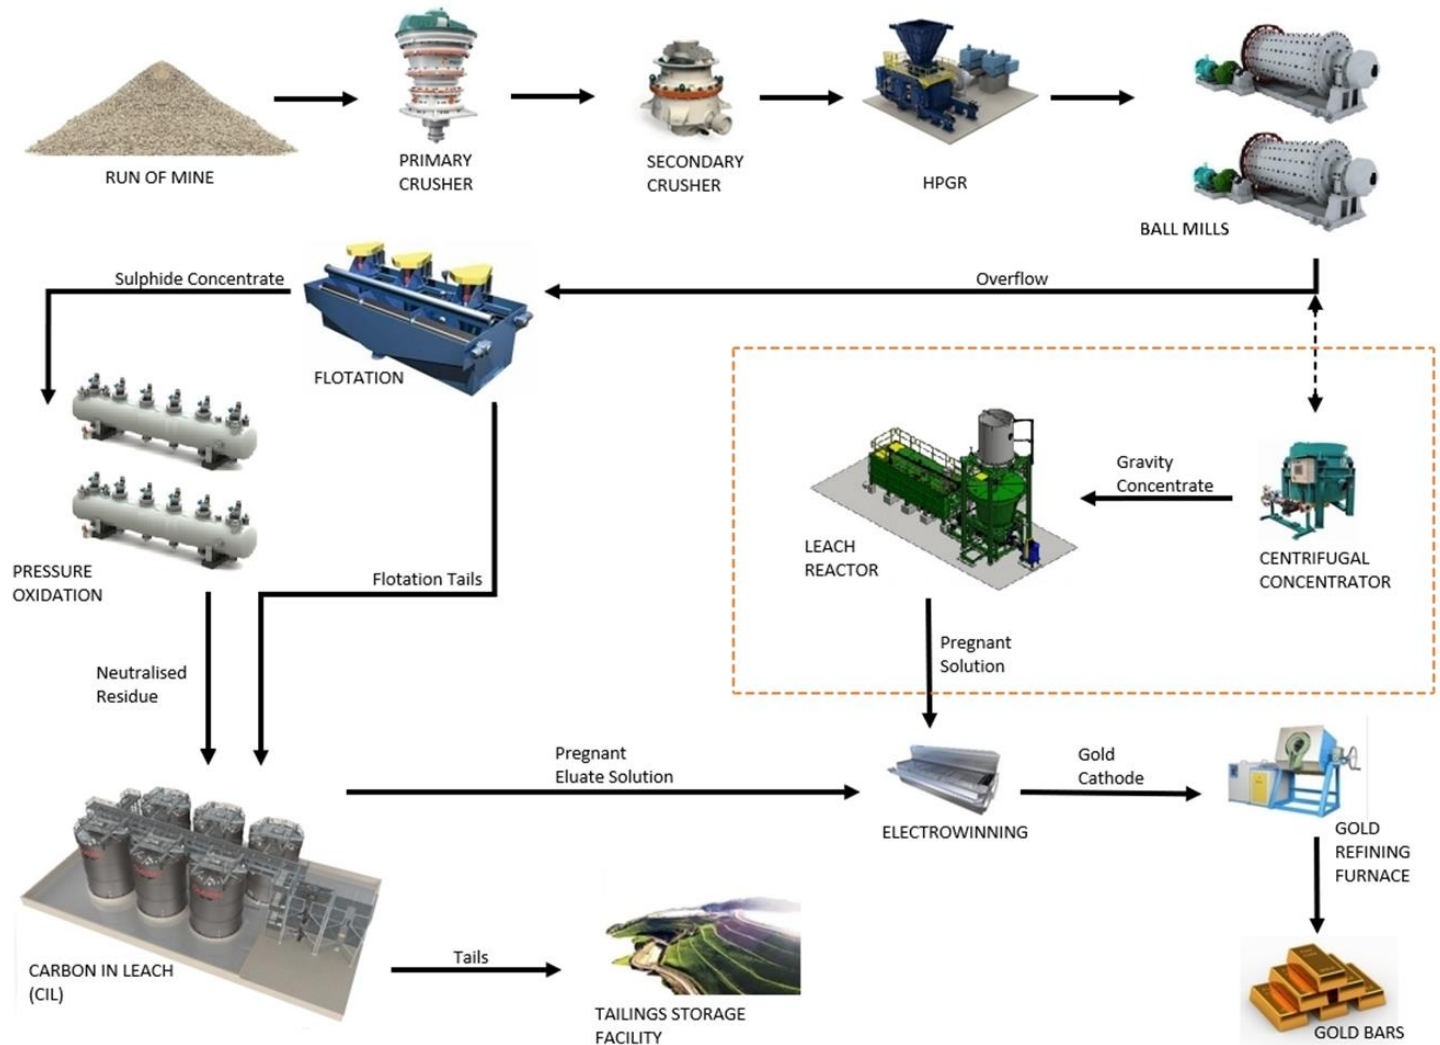 RUN OF MINE
PRIMARY
CRUSHER
SECONDARY
CRUSHER
HPGR
BALL MILLS
Sulphide Concentrate
Overflow
FLOTATION
Gravity
Concentrate
LEACH
REACTOR
CENTRIFUGAL
CONCENTRATOR
PRESSURE
OXIDATION
Flotation Tails
Neutralised
Residue
Pregnant
Solution
Pregnant
Eluate Solution
Gold
Cathode
ELECTROWINNING
GOLD
REFINING
FURNACE
CARBON IN LEACH
(CIL)
Tails
TAILINGS STORAGE
FACILITY
GOLD BARS